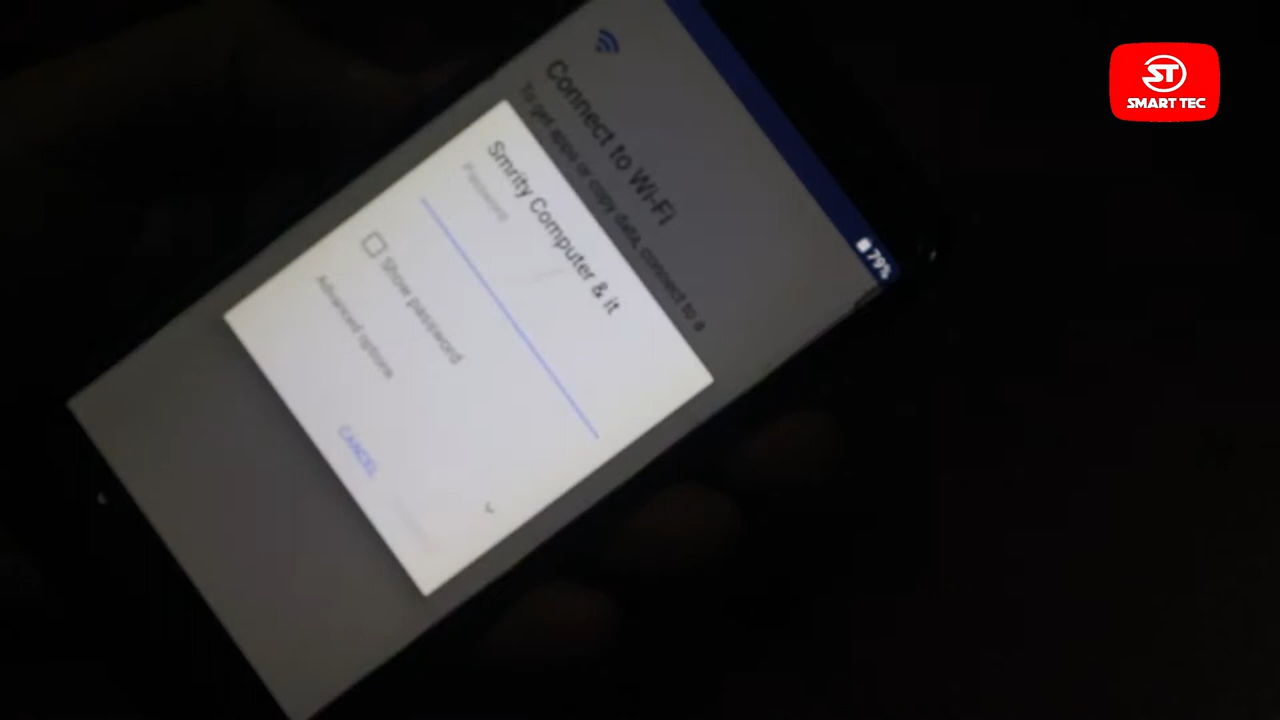 ST
SMART TEC
79%
Connect to Wi-Fi
To get apps or copy data, connect to a
Smrity Computer & it
Password
Show password
Advanced options
CANCEL